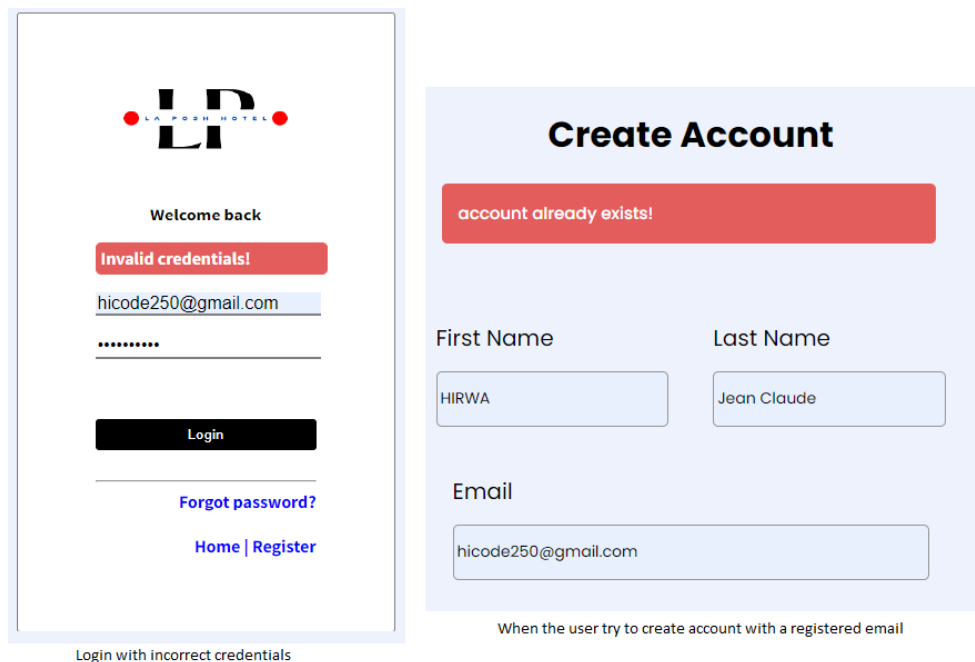 LP
LA POSH HOTEL
Welcome back
Invalid credentials!
hicode250@gmail.com
••••••••••
Login
Forgot password?
Home | Register
Login with incorrect credentials
Create Account
account already exists!
First Name Last Name
HIRWA Jean Claude
Email
hicode250@gmail.com
When the user try to create account with a registered email